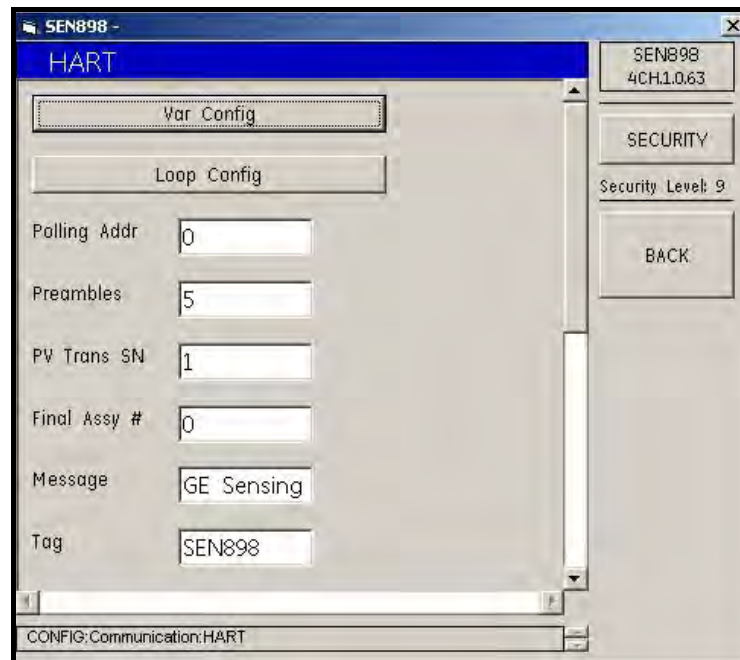 SEN898 -
HART
Var Config
Loop Config
Polling Addr
0
Preambles
5
PV Trans SN
1
Final Assy #
0
Message
GE Sensing
Tag
SEN898
CONFIG:Communication:HART
SEN898
4CH.1.0.63
SECURITY
Security Level: 9
BACK